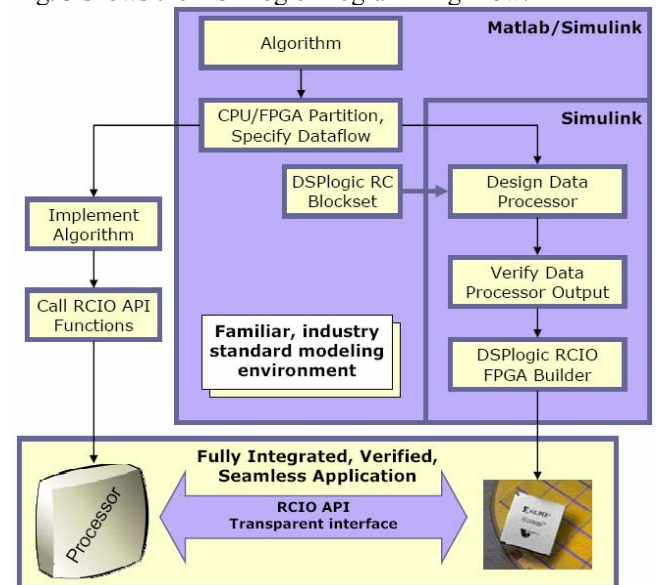 Matlab/Simulink
Algorithm
CPU/FPGA Partition,
Specify Dataflow
Simulink
DSPlogic RC
Blockset
Design Data
Processor
Implement
Algorithm
Verify Data
Processor Output
Call RCIO API
Functions
Familiar, industry
standard modeling
environment
DSPlogic RCIO
FPGA Builder
Fully Integrated, Verified,
Seamless Application
RCIO API
Transparent interface
Processor
XILINX